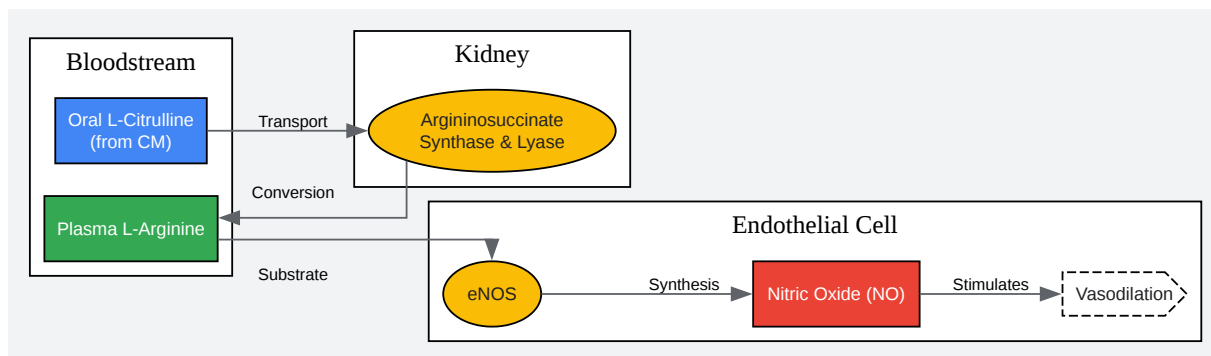 Bloodstream
Oral L-Citrulline
(from CM)
Transport
Kidney
Argininosuccinate
Synthase & Lyase
Conversion
Plasma L-Arginine
Substrate
Endothelial Cell
eNOS
Synthesis
Nitric Oxide (NO)
Stimulates
Vasodilation